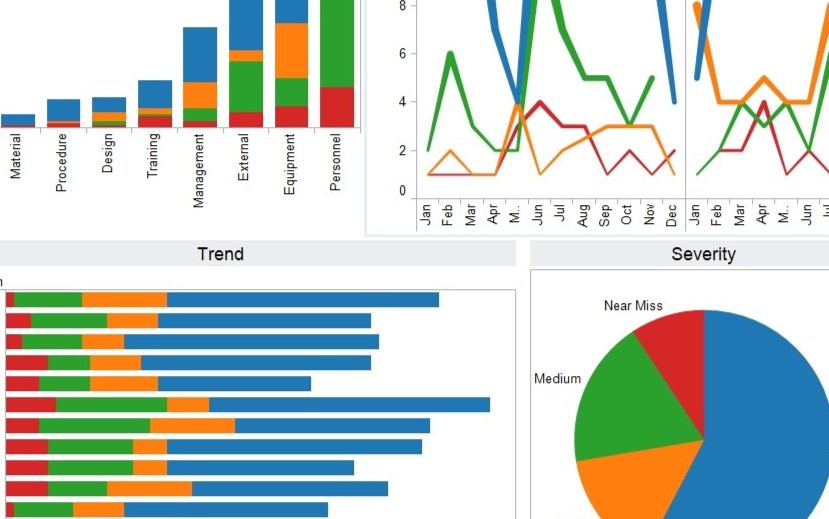 8
6
4
2
0
Material
Procedure
Design
Training
Management
External
Equipment
Personnel
Jan
Feb
Mar
Apr
M..
Jun
Jul
Aug
Sep
Oct
Nov
Dec
Jan
Feb
Mar
Apr
M..
Jun
Trend
Severity
Near Miss
Medium